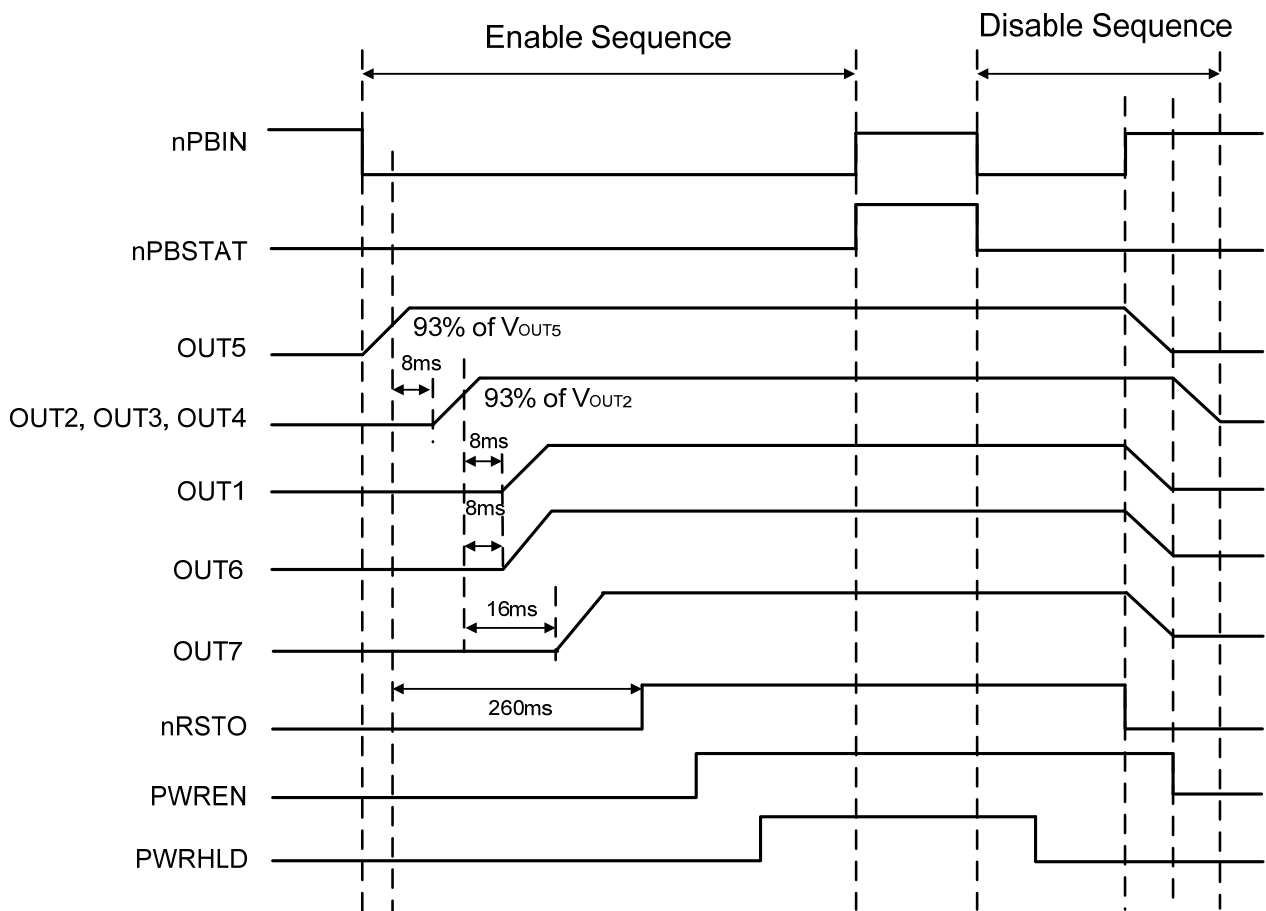 Enable Sequence
Disable Sequence
nPBIN
nPBSTAT
OUT5
93% of VOUT5
8ms
OUT2, OUT3, OUT4
93% of VOUT2
8ms
OUT1
8ms
OUT6
16ms
OUT7
260ms
nRSTO
PWREN
PWRHLD